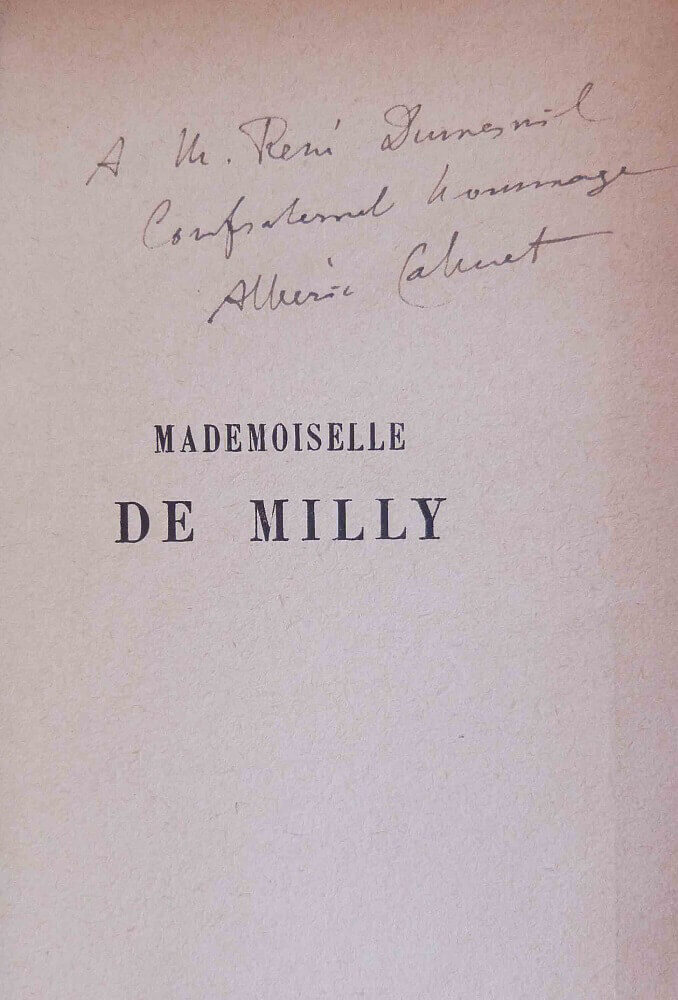 A M. René Dumesnil
Confraternel hommage
Albéric Cahuet
MADEMOISELLE
DE MILLY